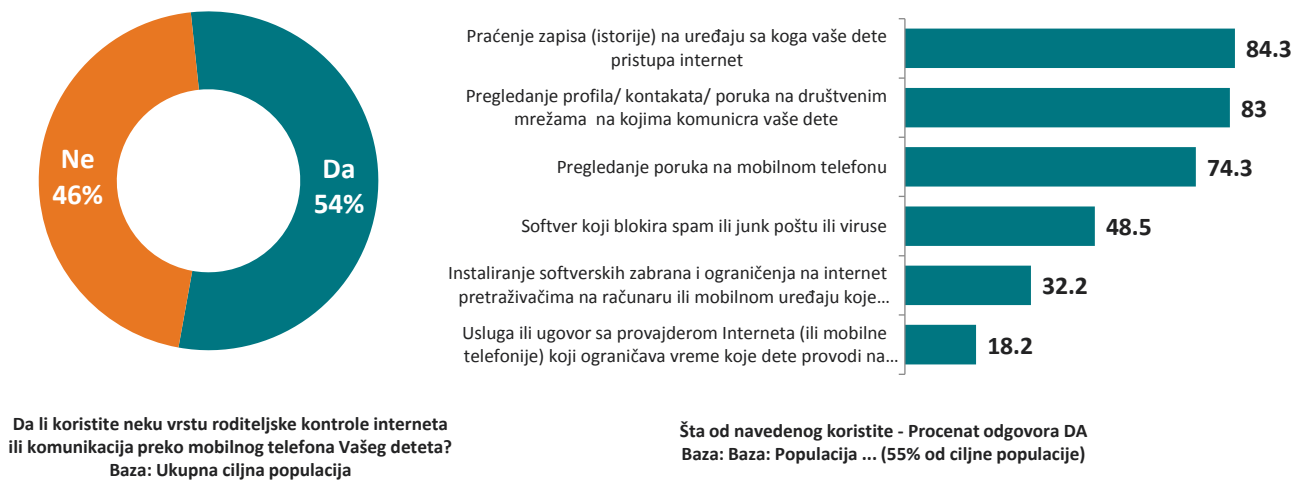 Ne
46%
Da
54%
Da li koristite neku vrstu roditeljske kontrole interneta
ili komunikacija preko mobilnog telefona Vašeg deteta?
Baza: Ukupna ciljna populacija
Praćenje zapisa (istorije) na uređaju sa koga vaše dete
pristupa internet
84.3
Pregledanje profila/ kontakata/ poruka na društvenim
mrežama na kojima komunicra vaše dete
83
Pregledanje poruka na mobilnom telefonu
74.3
Softver koji blokira spam ili junk poštu ili viruse
48.5
Instaliranje softverskih zabrana i ograničenja na internet
pretraživačima na računaru ili mobilnom uređaju koje...
32.2
Usluga ili ugovor sa provajderom Interneta (ili mobilne
telefonije) koji ograničava vreme koje dete provodi na...
18.2
Šta od navedenog koristite - Procenat odgovora DA
Baza: Baza: Populacija ... (55% od ciljne populacije)